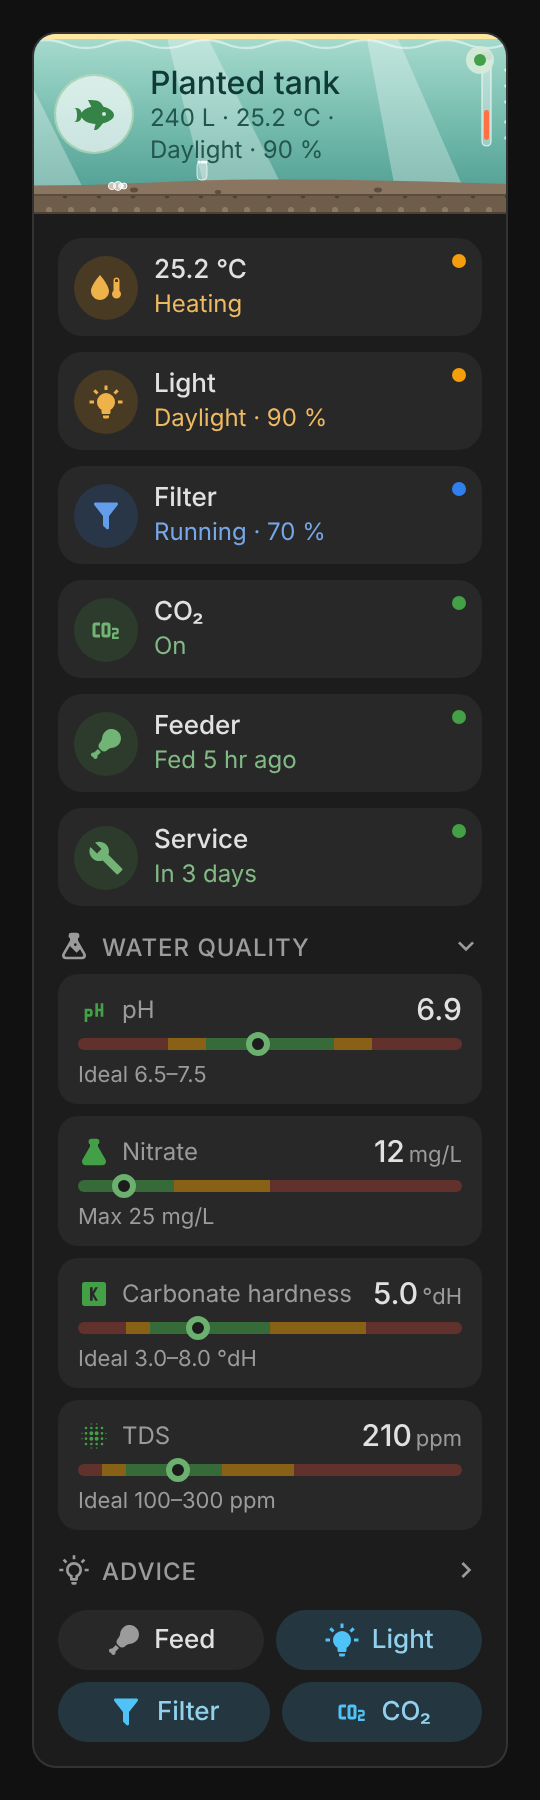 Planted tank
240 L · 25.2 °C ·
Daylight · 90 %
25.2 °C
Heating
Light
Daylight · 90 %
Filter
Running · 70 %
CO₂
CO₂
On
Feeder
Fed 5 hr ago
Service
In 3 days
WATER QUALITY
pH pH 6.9
Ideal 6.5–7.5
Nitrate 12 mg/L
Max 25 mg/L
K Carbonate hardness 5.0 °dH
Ideal 3.0–8.0 °dH
TDS 210 ppm
Ideal 100–300 ppm
ADVICE
Feed Light
Filter CO₂ CO₂